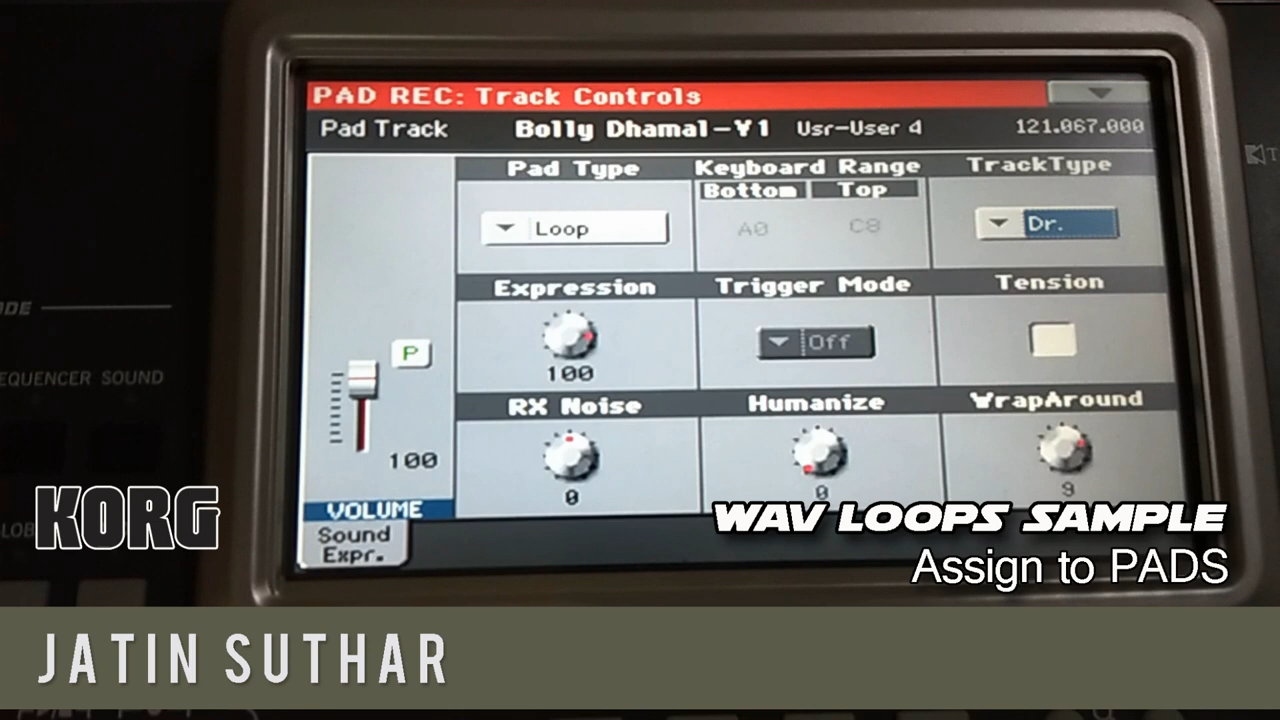 PAD REC: Track Controls
Pad Track Bolly Dhamal-V1 Usr-User 4 121.067.000
Pad Type Keyboard Range TrackType
Bottom Top
Loop A0 C8 Dr.
Expression Trigger Mode Tension
P Off
100
RX Noise Humanize WrapAround
100
0 0 9
VOLUME
Sound
Expr.
SOUND
KORG
WAV LOOPS SAMPLE
Assign to PADS
JATIN SUTHAR